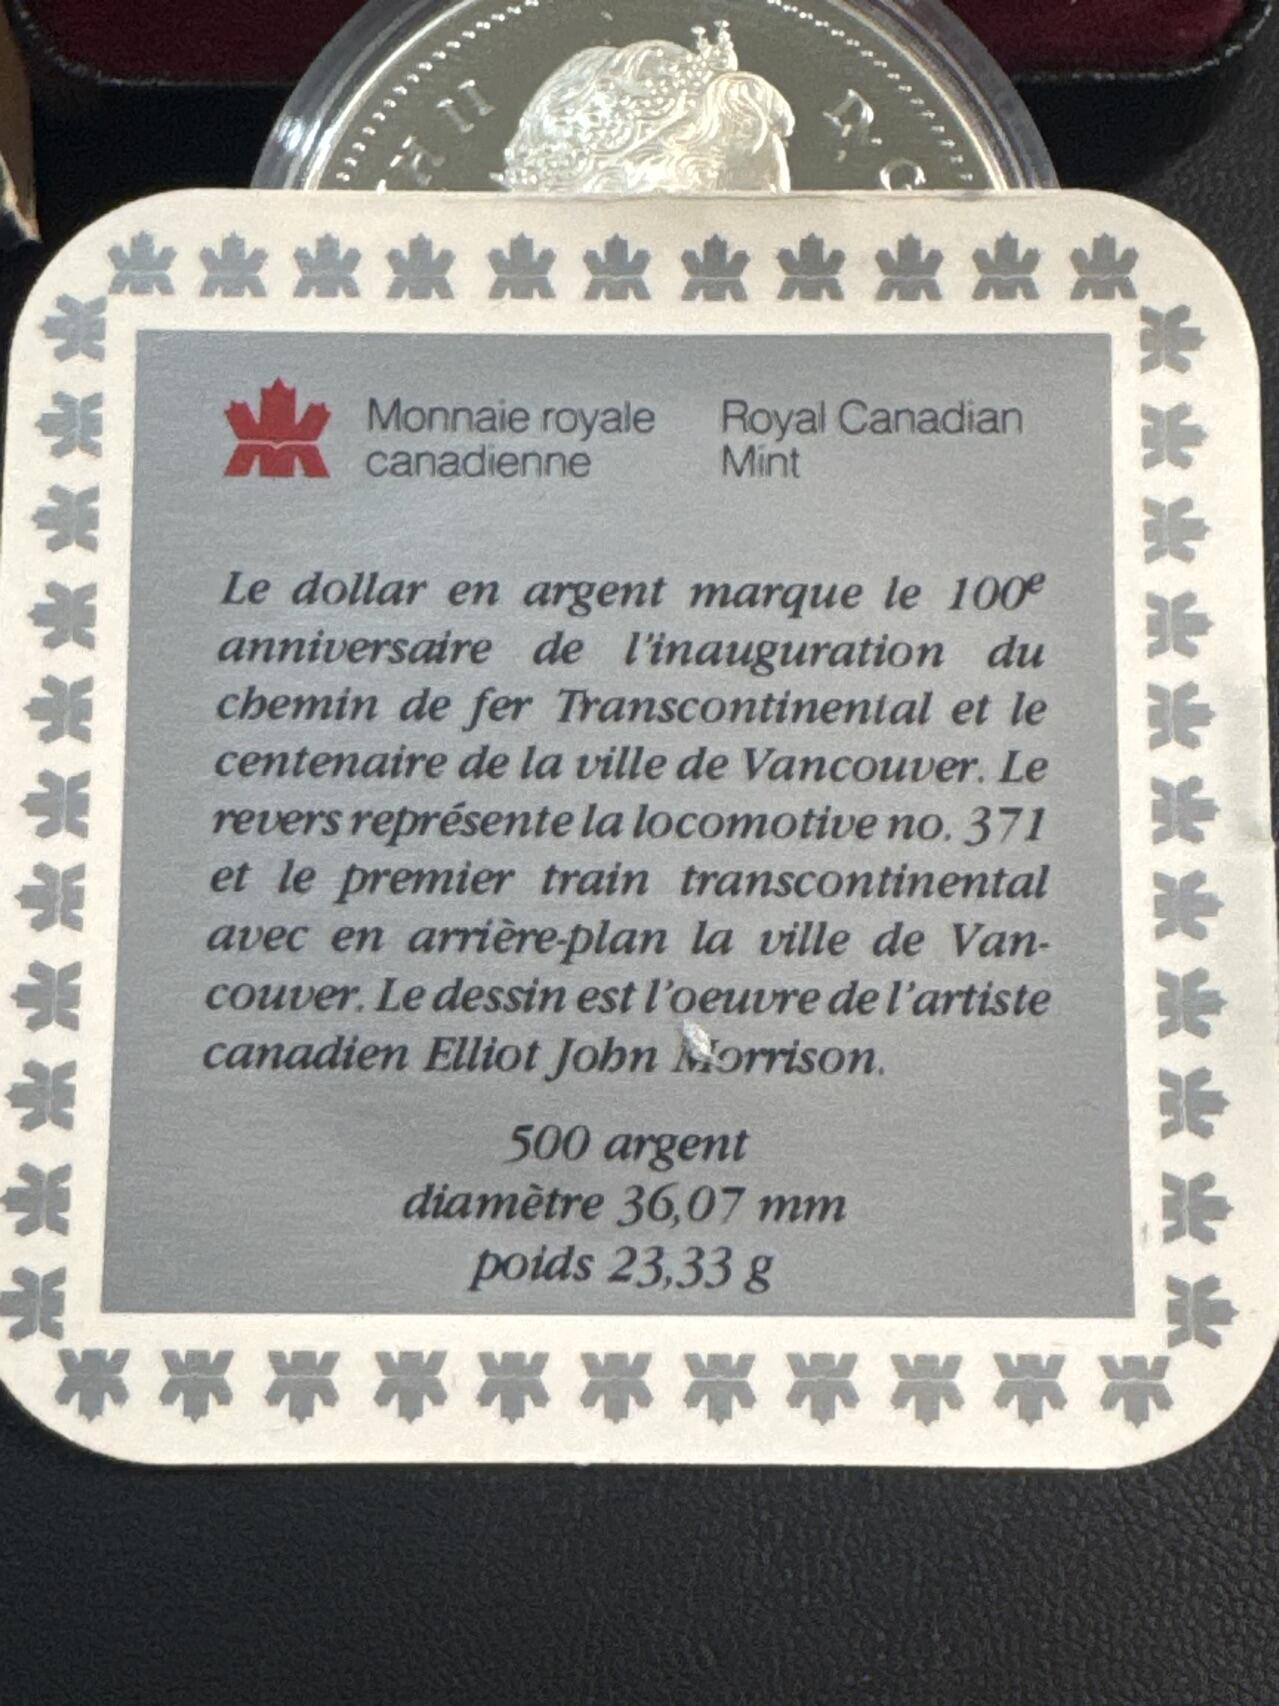 II D. G
Monnaie royale canadienne
Royal Canadian Mint
Le dollar en argent marque le 100e
anniversaire de l'inauguration du
chemin de fer Transcontinental et le
centenaire de la ville de Vancouver. Le
revers représente la locomotive no. 371
et le premier train transcontinental
avec en arrière-plan la ville de Van-
couver. Le dessin est l'oeuvre de l'artiste
canadien Elliot John Morrison.
500 argent
diamètre 36,07 mm
poids 23,33 g